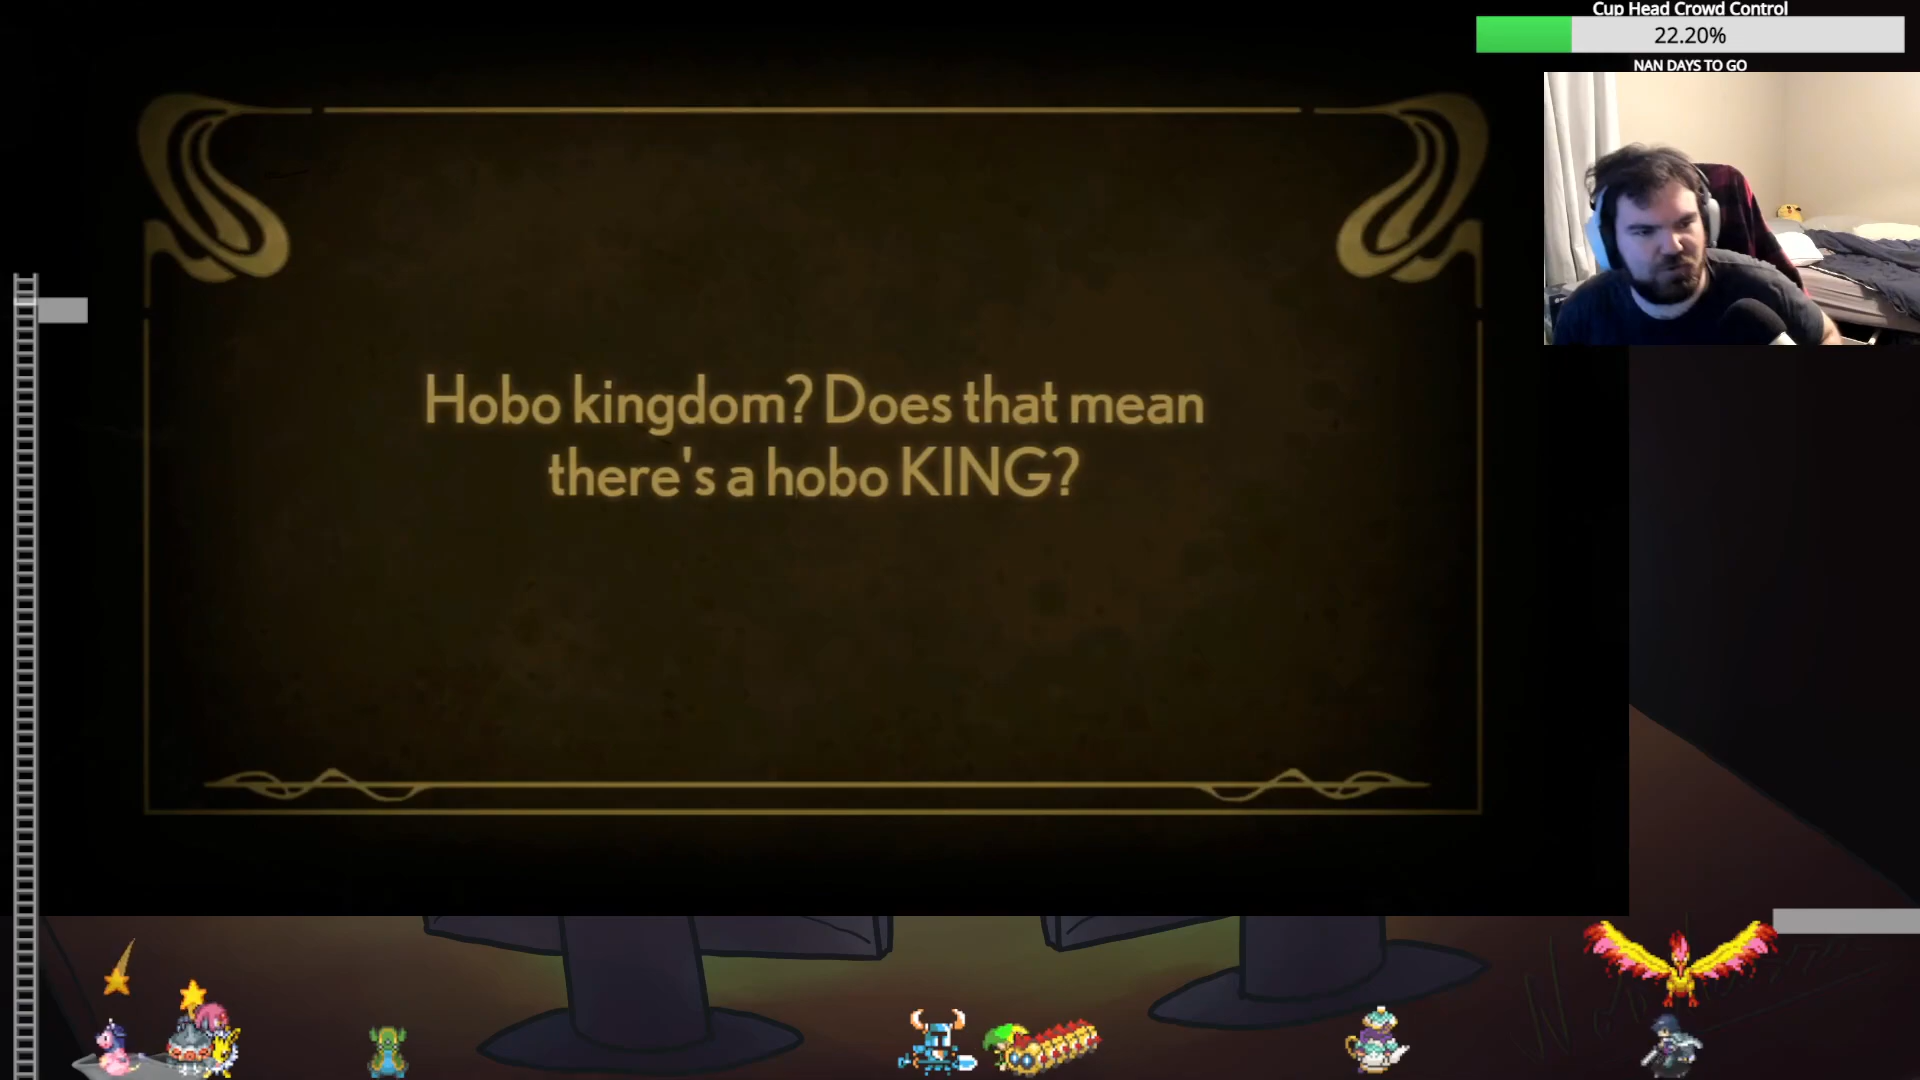 Cup Head Crowd Control
22.20%
NAN DAYS TO GO
Hobo kingdom? Does that mean
there's a hobo KING?